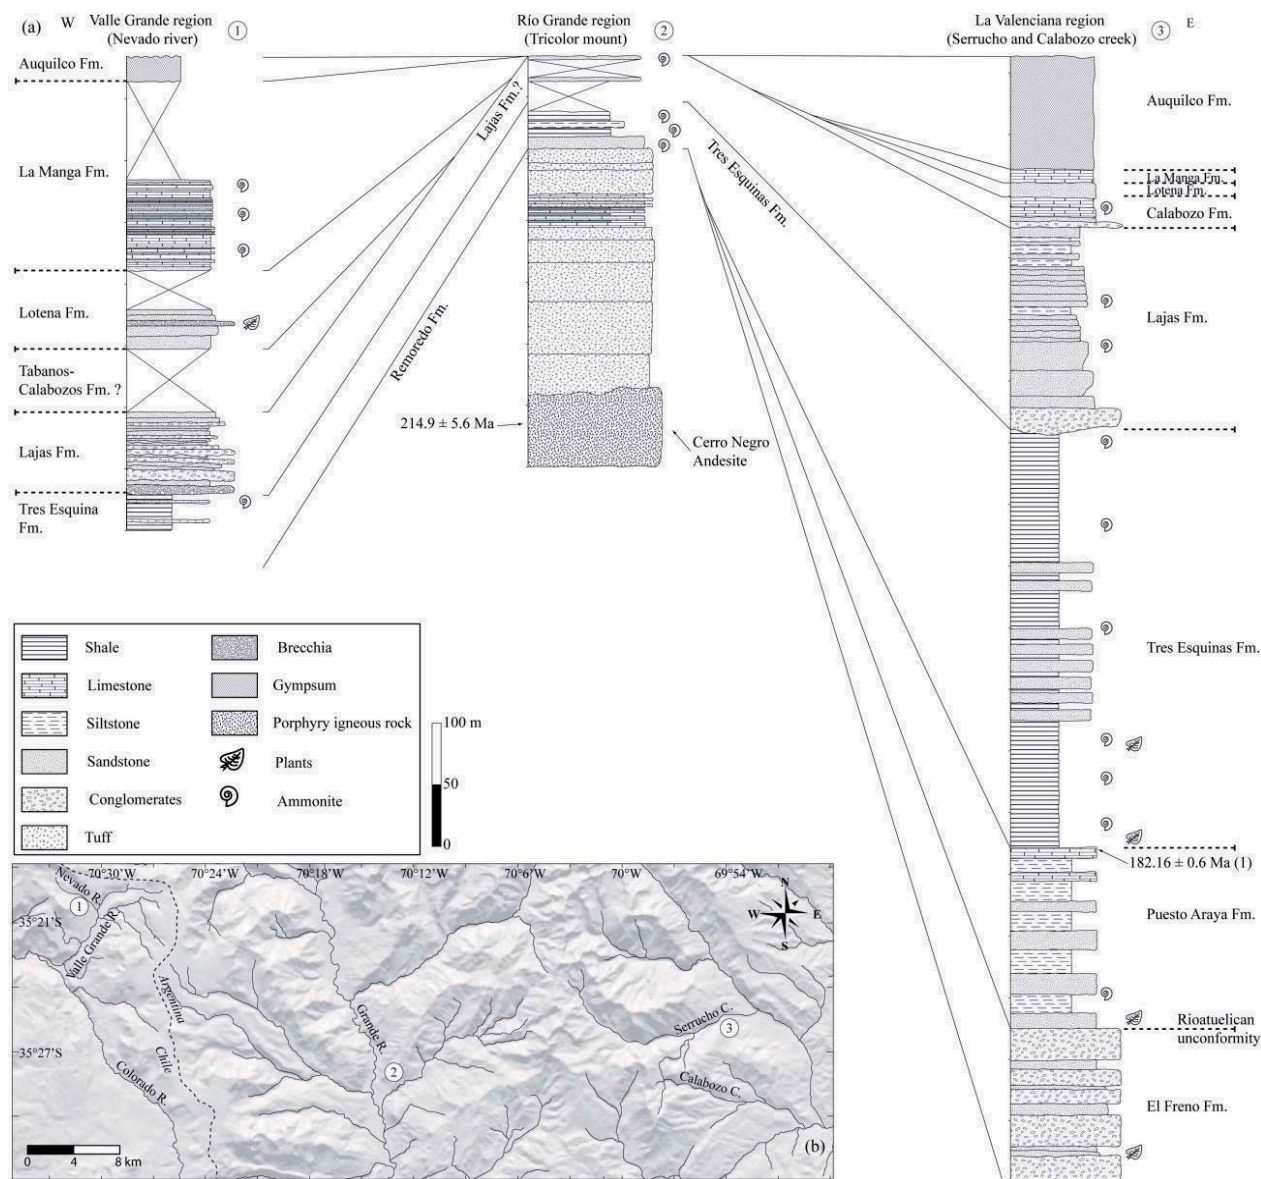 (a)
W
Valle Grande region
(Nevado river)
1
Río Grande region
(Tricolor mount)
2
La Valenciana region
(Serrucho and Calabozo creek)
3
E
Auquilco Fm.
La Manga Fm.
Lotena Fm.
Tabanos-
Calabozos Fm. ?
Lajas Fm.
Tres Esquina
Fm.
Lajas Fm.?
Remoredo Fm.
214.9 ± 5.6 Ma
Cerro Negro
Andesite
Tres Esquinas Fm.
Auquilco Fm.
La Manga Fm.
Lotena Fm.
Calabozo Fm.
Lajas Fm.
Tres Esquinas Fm.
182.16 ± 0.6 Ma (1)
Puesto Araya Fm.
Rioatuelican
unconformity
El Freno Fm.
Shale
Limestone
Siltstone
Sandstone
Conglomerates
Tuff
Brecchia
Gympsum
Porphyry igneous rock
Plants
Ammonite
100 m
50
0
70°30'W
70°24'W
70°18'W
70°12'W
70°6'W
70°W
69°54'W
35°21'S
35°27'S
Nevado R.
1
Valle Grande R.
Argentina
Chile
Colorado R.
Grande R.
2
Serrucho C.
3
Calabozo C.
N
W
E
S
0
4
8 km
(b)